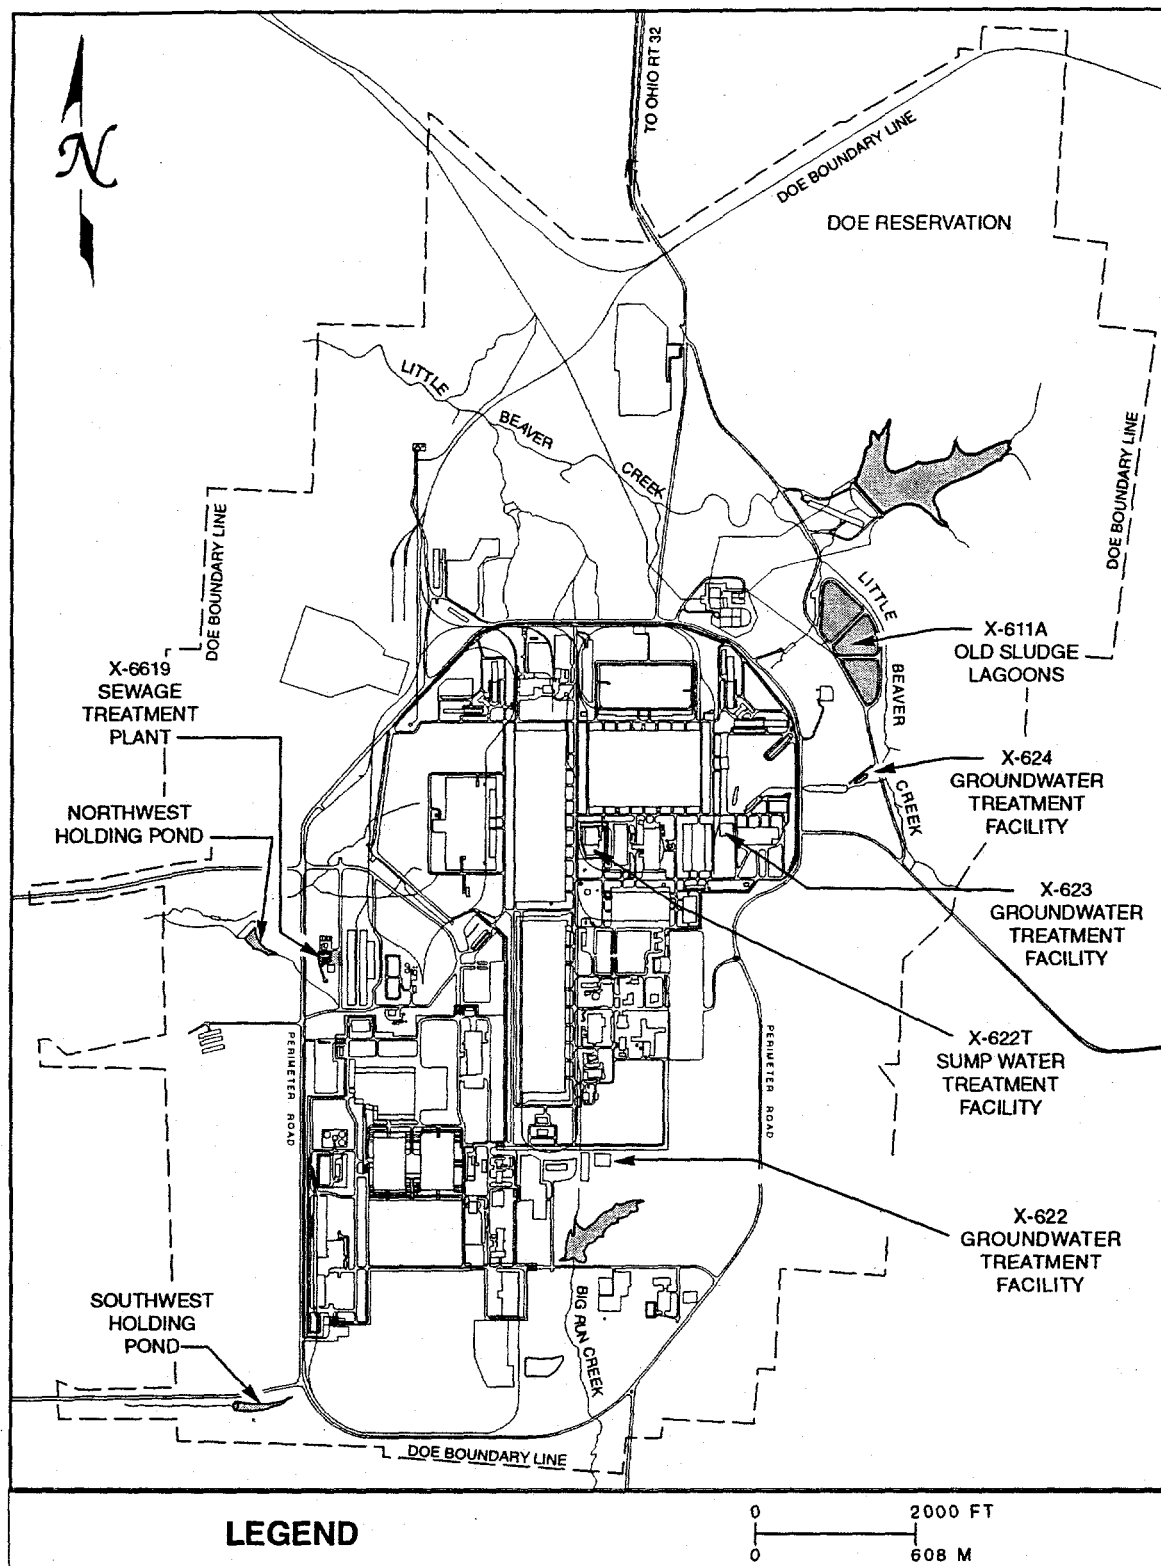 N
TO OHIO RT 32
DOE BOUNDARY LINE
DOE RESERVATION
LITTLE
BEAVER
CREEK
DOE BOUNDARY LINE
DOE BOUNDARY LINE
LITTLE
BEAVER
CREEK
X-611A
OLD SLUDGE
LAGOONS
X-6619
SEWAGE
TREATMENT
PLANT
X-624
GROUNDWATER
TREATMENT
FACILITY
NORTHWEST
HOLDING POND
X-623
GROUNDWATER
TREATMENT
FACILITY
PERIMETER ROAD
PERIMETER ROAD
X-622T
SUMP WATER
TREATMENT
FACILITY
X-622
GROUNDWATER
TREATMENT
FACILITY
BIG RUN CREEK
SOUTHWEST
HOLDING
POND
DOE BOUNDARY LINE
LEGEND
0 2000 FT
0 608 M